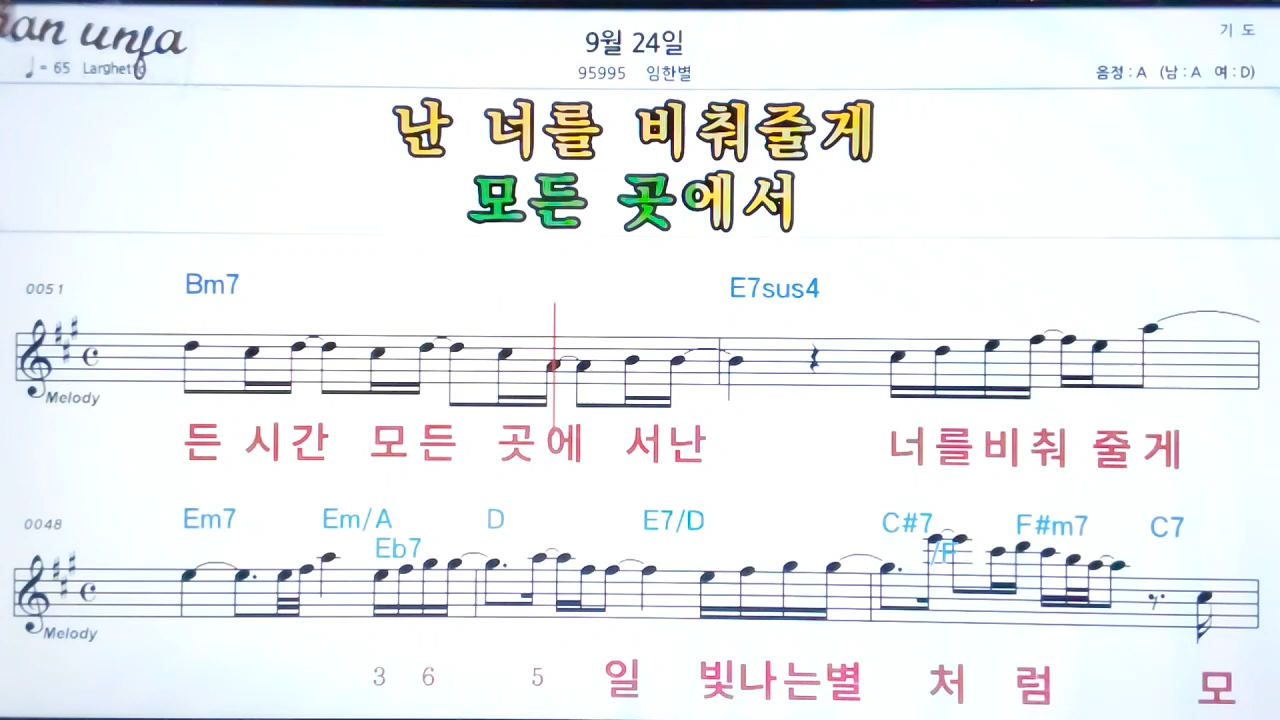 an unfa
9월 24일
기 도
♩ = 65 Larghetto
95995 임한별
음정 : A (남 : A 여 : D)
난 너를 비춰줄게
모든 곳에서
0051
Bm7 E7sus4
Melody
든 시간 모든 곳에 서난 너를비춰 줄게
0048
Em7 Em/A D E7/D C#7 F#m7 C7
Eb7 /F
Melody
3 6 5 일 빛나는별 처 럼 모